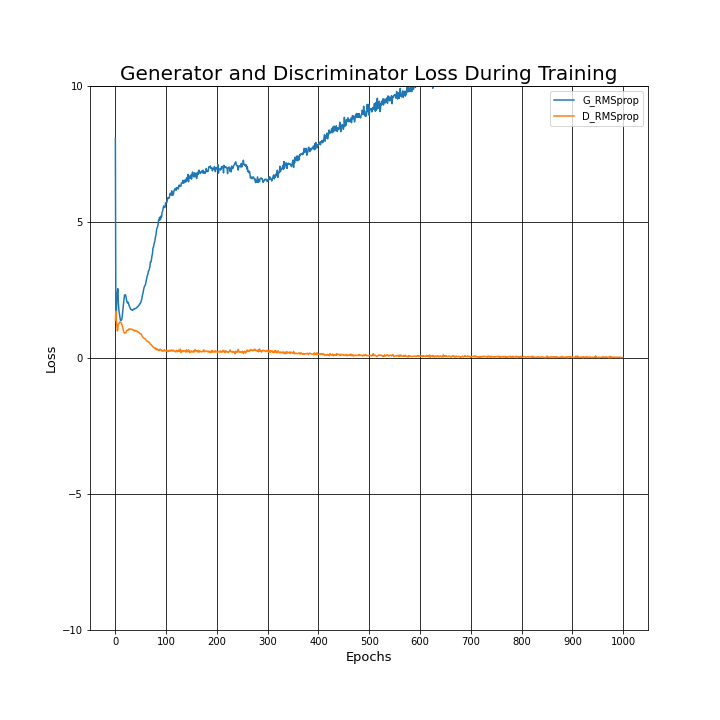 Generator and Discriminator Loss During Training
G_RMSprop
D_RMSprop
10
5
0
−5
−10
Loss
0 100 200 300 400 500 600 700 800 900 1000
Epochs